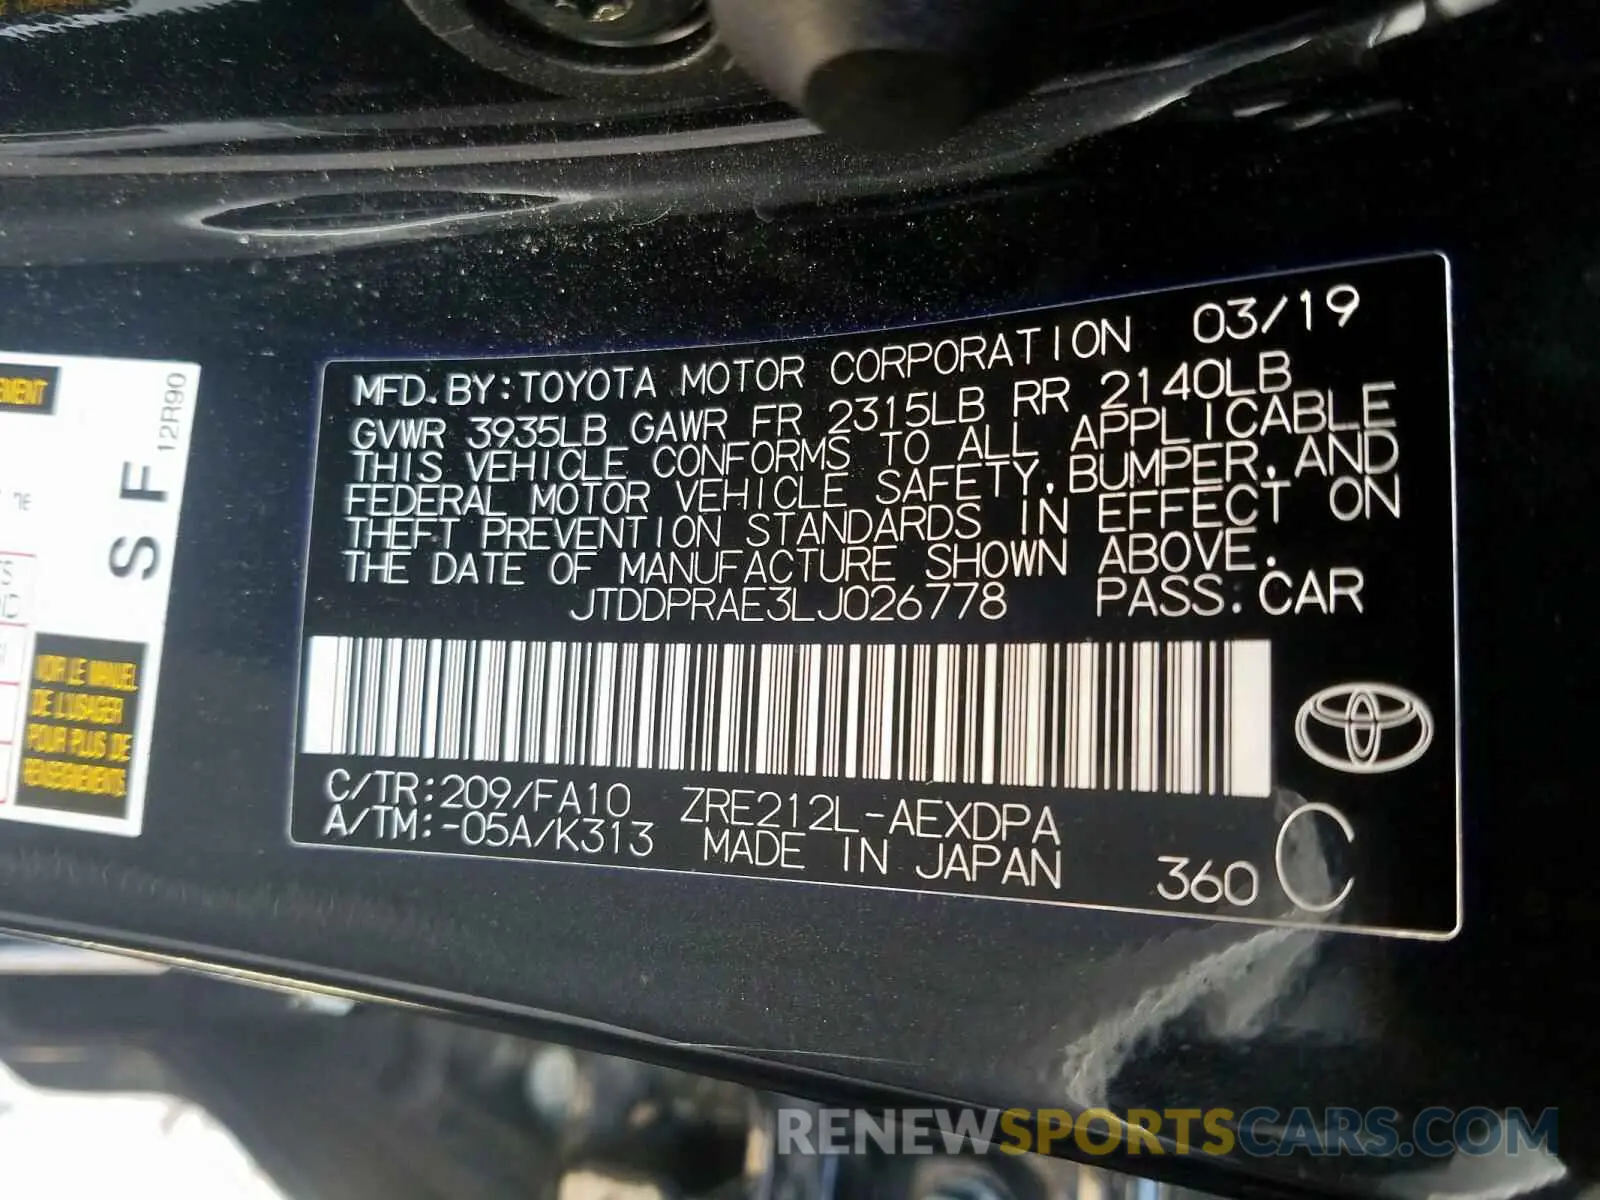 MFD.BY:TOYOTA MOTOR CORPORATION 03/19
GVWR 3935LB GAWR FR 2315LB RR 2140LB
THIS VEHICLE CONFORMS TO ALL APPLICABLE
FEDERAL MOTOR VEHICLE SAFETY,BUMPER,AND
THEFT PREVENTION STANDARDS IN EFFECT ON
THE DATE OF MANUFACTURE SHOWN ABOVE.
JTDDPRAE3LJ026778 PASS.CAR
C/TR:209/FA10 ZRE212L-AEXDPA
A/TM:-05A/K313 MADE IN JAPAN 360 C
S F
12R90
VOIR LE MANUEL
DE L'USAGER
POUR PLUS DE
RENSEIGNEMENTS
RENEWSPORTSCARS.COM